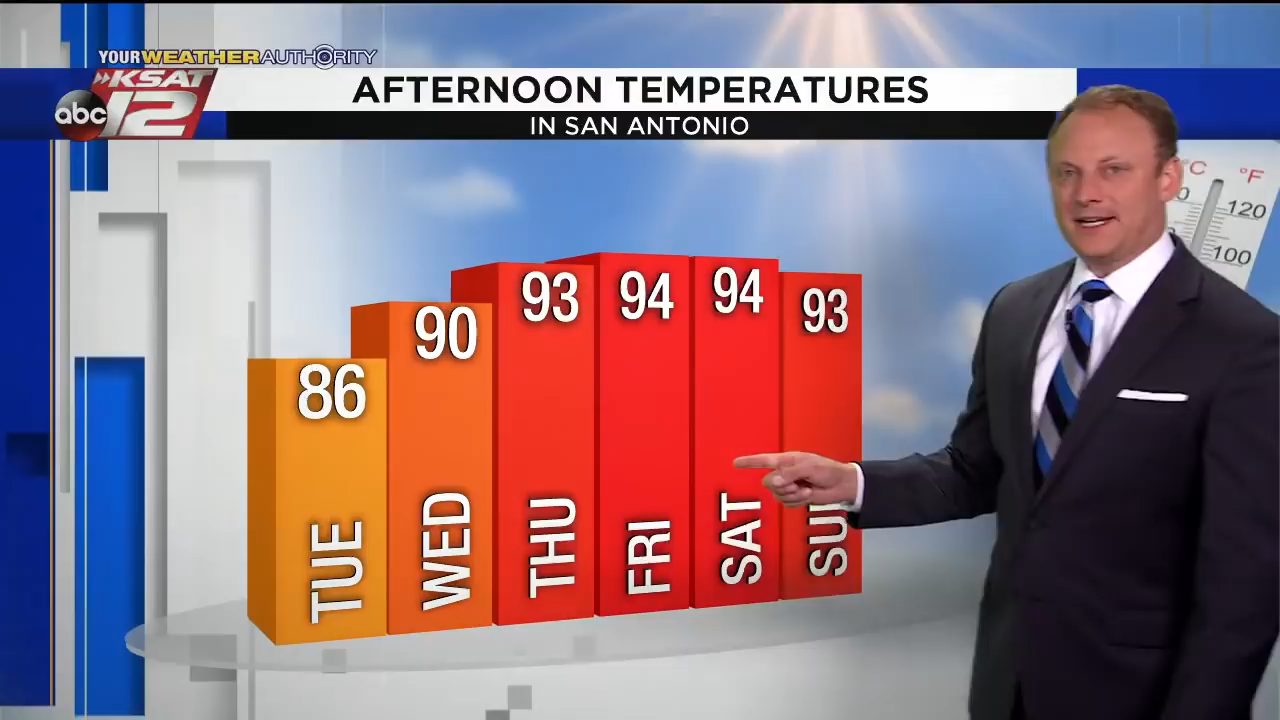 YOUR WEATHER AUTHORITY
KSAT
abc 12
AFTERNOON TEMPERATURES
IN SAN ANTONIO
°C °F
120
100
86 90 93 94 94 93
TUE WED THU FRI SAT SUN